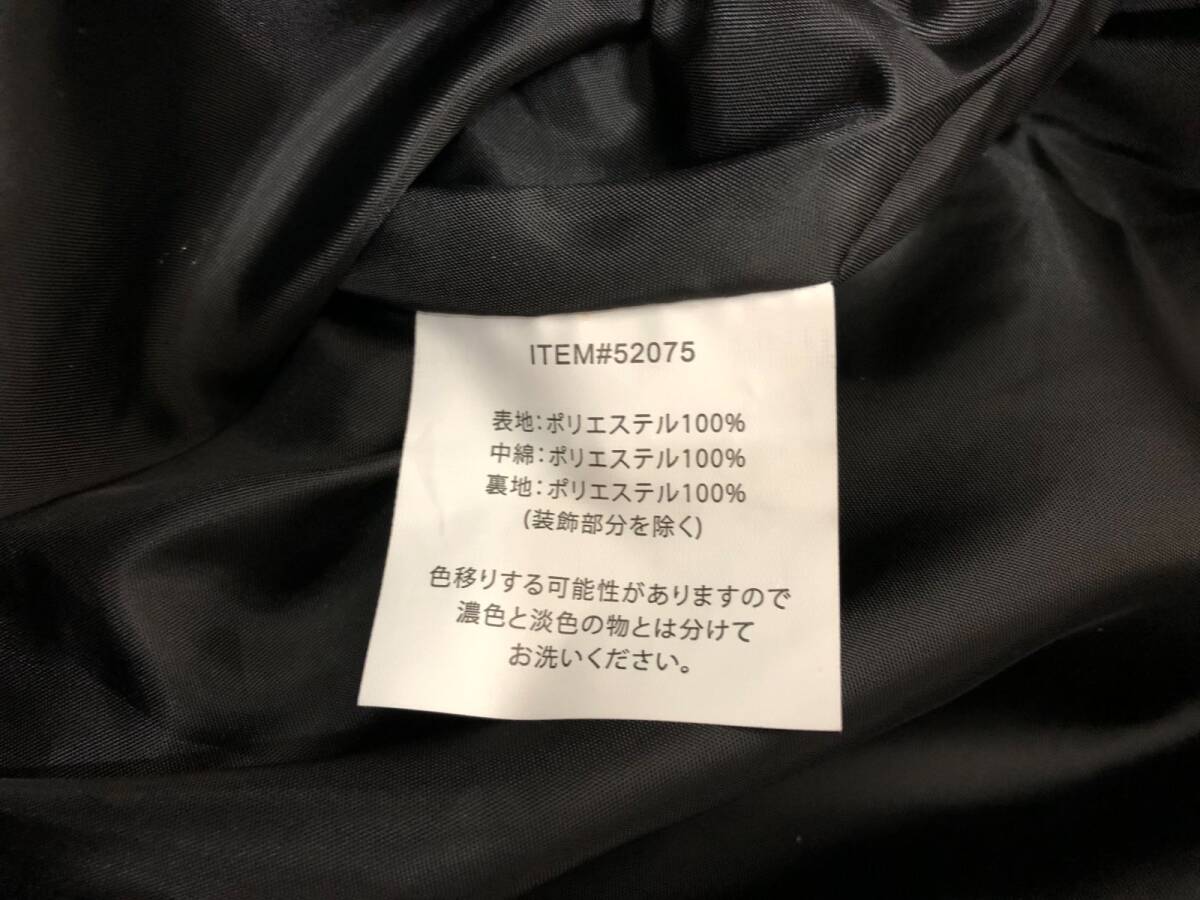 ITEM#52075
表地:ポリエステル100%
中綿:ポリエステル100%
裏地:ポリエステル100%
(装飾部分を除く)
色移りする可能性がありますので
濃色と淡色の物とは分けて
お洗いください。